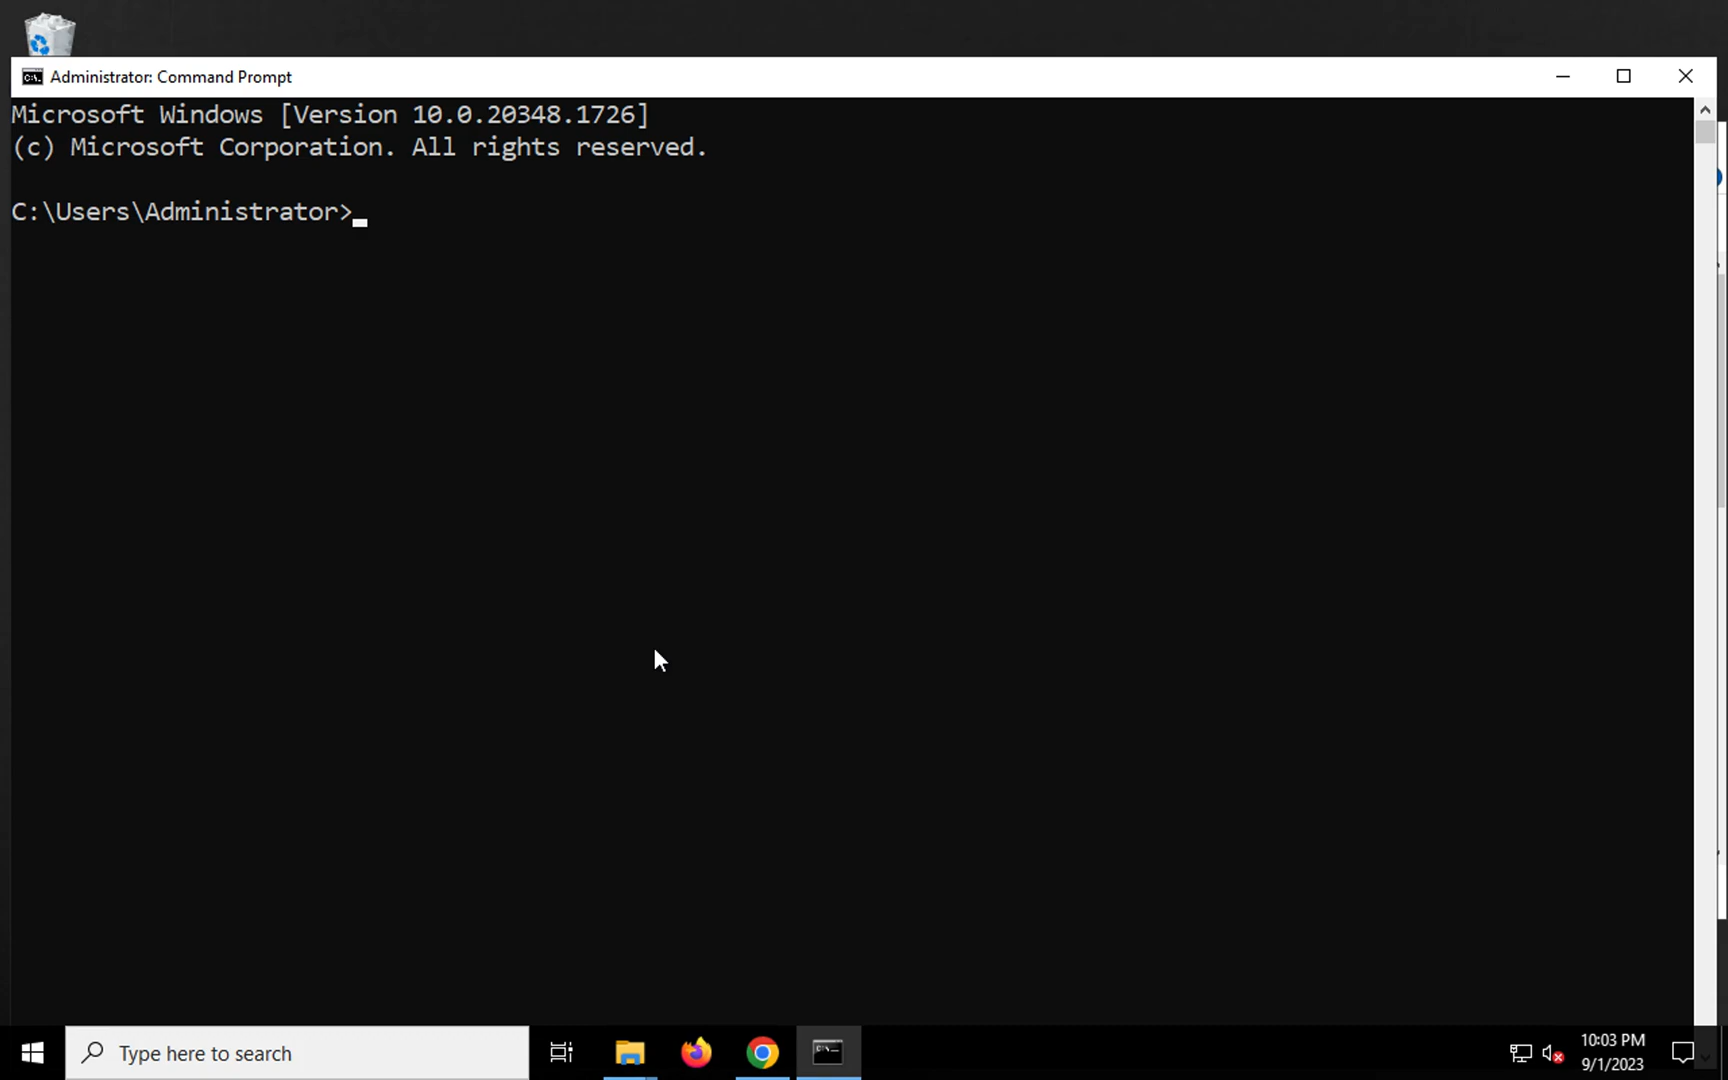 Administrator: Command Prompt
Microsoft Windows [Version 10.0.20348.1726]
(c) Microsoft Corporation. All rights reserved.
C:\Users\Administrator>
Type here to search
10:03 PM
9/1/2023